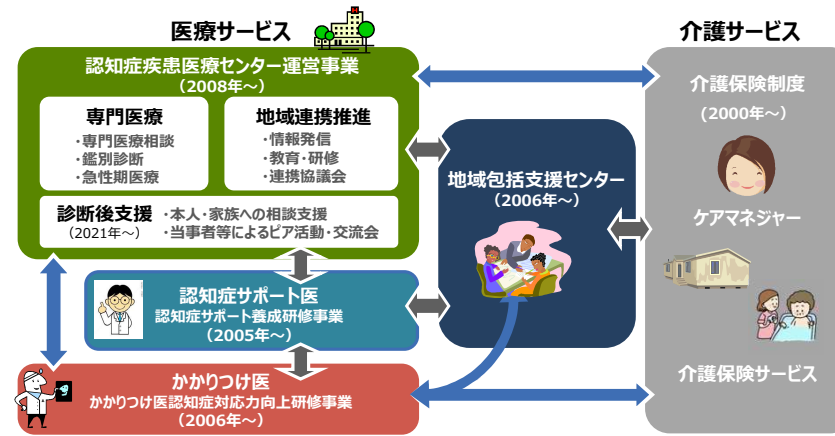 医療サービス
認知症疾患医療センター運営事業
（2008年～）
専門医療
・専門医療相談
・鑑別診断
・急性期医療
地域連携推進
・情報発信
・教育・研修
・連携協議会
診断後支援
（2021年～）
・本人・家族への相談支援
・当事者等によるピア活動・交流会
認知症サポート医
認知症サポート養成研修事業
（2005年～）
かかりつけ医
かかりつけ医認知症対応力向上研修事業
（2006年～）
地域包括支援センター
（2006年～）
介護サービス
介護保険制度
（2000年～）
ケアマネジャー
介護保険サービス